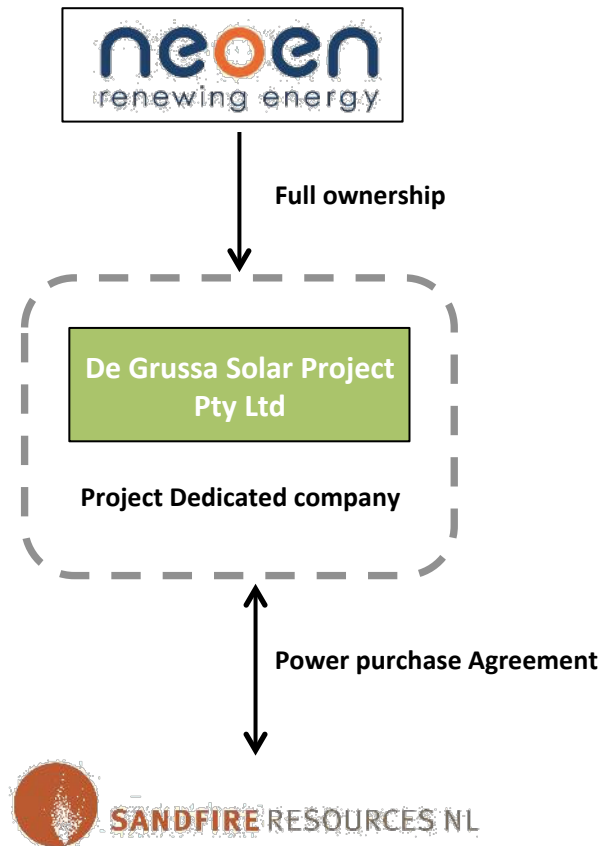 neoen
renewing energy
Full ownership
De Grussa Solar Project
Pty Ltd
Project Dedicated company
Power purchase Agreement
SANDFIRE RESOURCES NL